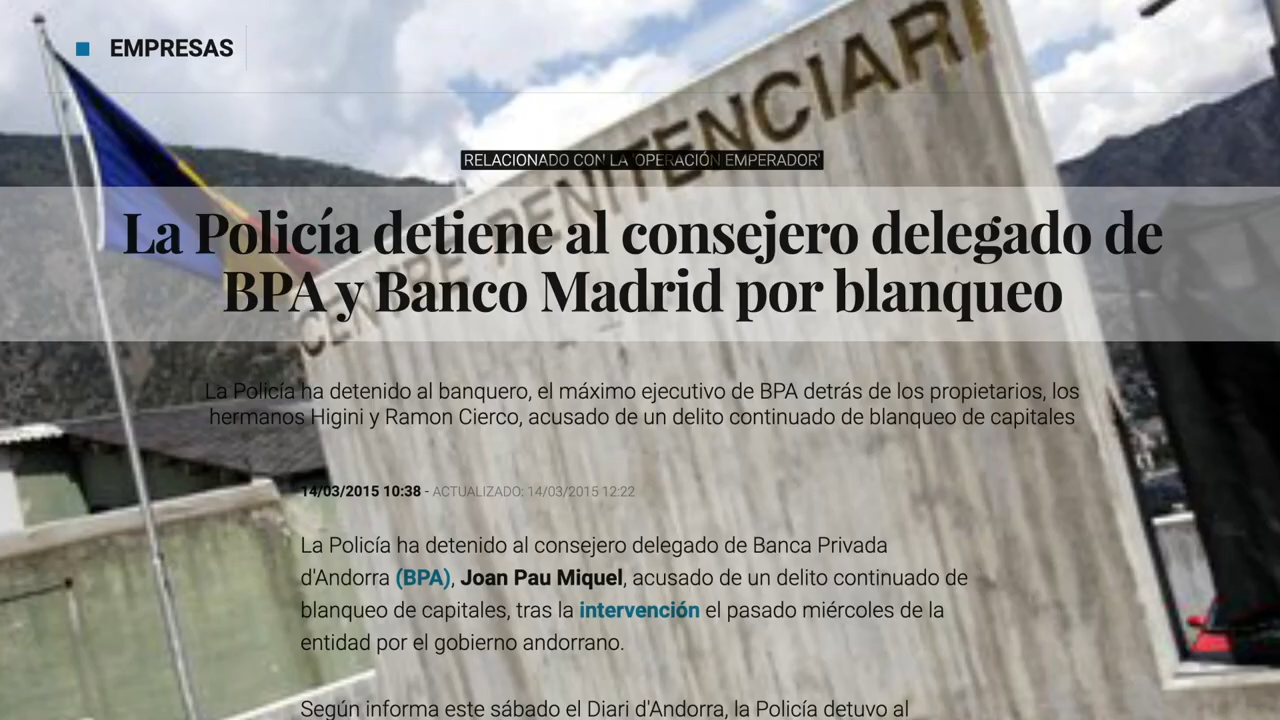 EMPRESAS
RELACIONADO CON LA 'OPERACIÓN EMPERADOR'
CENTRE PENITENCIARI
La Policía detiene al consejero delegado de
BPA y Banco Madrid por blanqueo
La Policía ha detenido al banquero, el máximo ejecutivo de BPA detrás de los propietarios, los
hermanos Higini y Ramon Cierco, acusado de un delito continuado de blanqueo de capitales
14/03/2015 10:38 - ACTUALIZADO: 14/03/2015 12:22
La Policía ha detenido al consejero delegado de Banca Privada
d'Andorra (BPA), Joan Pau Miquel, acusado de un delito continuado de
blanqueo de capitales, tras la intervención el pasado miércoles de la
entidad por el gobierno andorrano.
Según informa este sábado el Diari d'Andorra, la Policía detuvo al